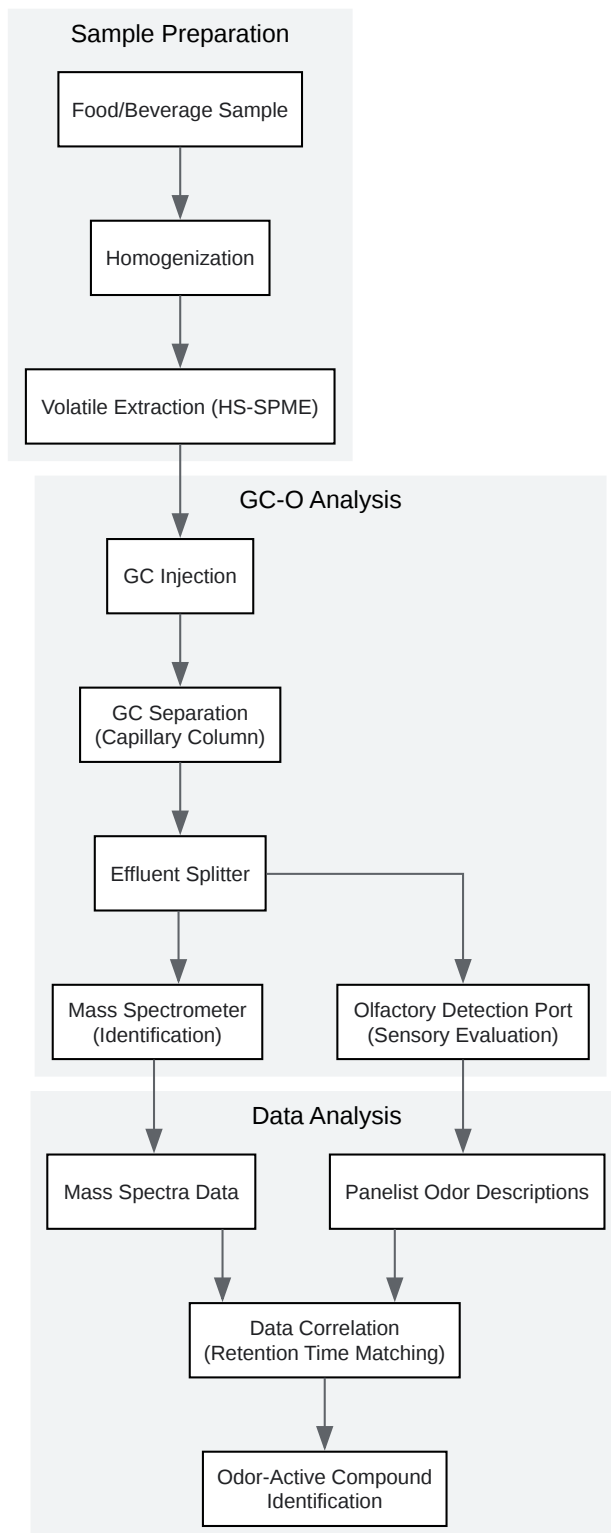 Sample Preparation
Food/Beverage Sample
Homogenization
Volatile Extraction (HS-SPME)
GC-O Analysis
GC Injection
GC Separation
(Capillary Column)
Effluent Splitter
Mass Spectrometer
(Identification)
Olfactory Detection Port
(Sensory Evaluation)
Data Analysis
Mass Spectra Data
Panelist Odor Descriptions
Data Correlation
(Retention Time Matching)
Odor-Active Compound
Identification